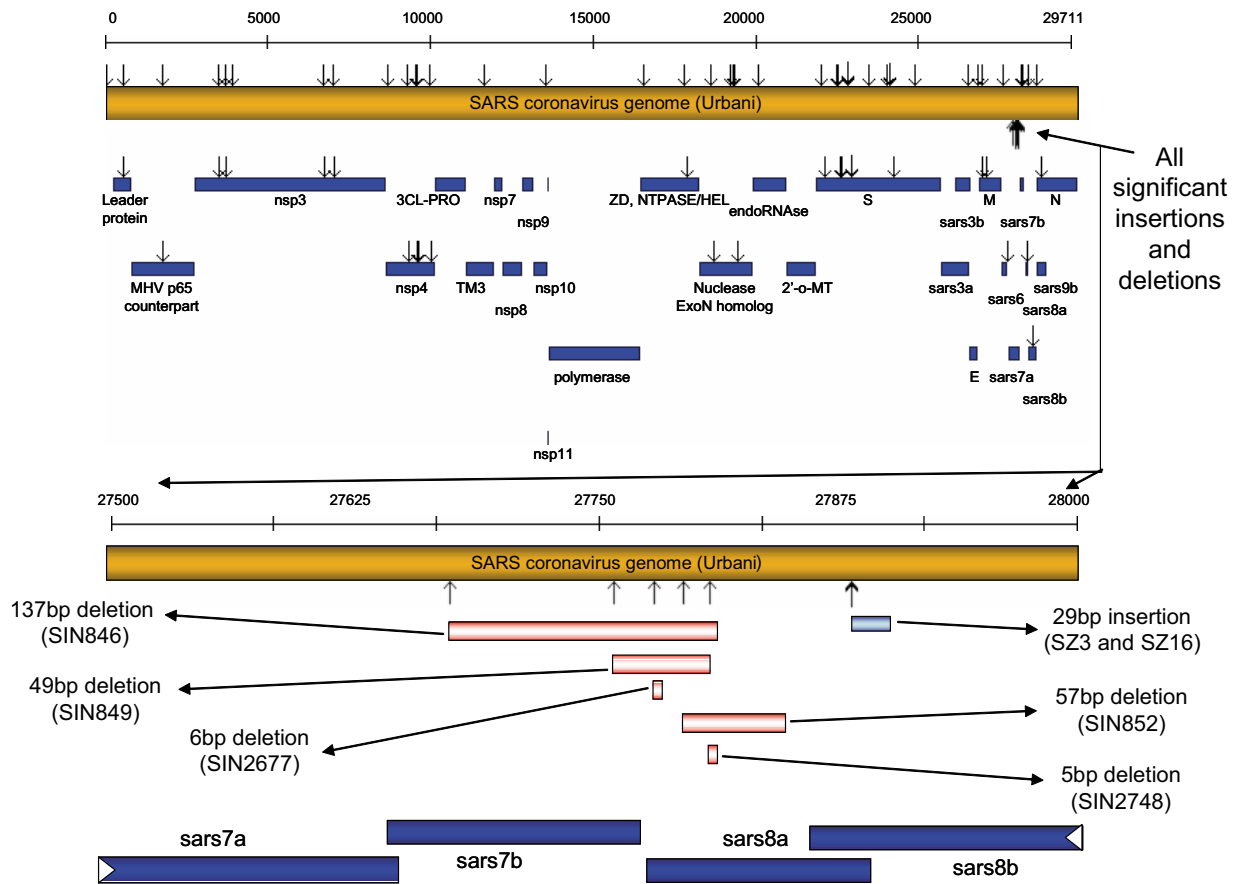 0 5000 10000 15000 20000 25000 29711
SARS coronavirus genome (Urbani)
All
significant
insertions
and
deletions
Leader
protein
nsp3
3CL-PRO
nsp7
nsp9
ZD, NTPASE/HEL
endoRNAse
S
sars3b
M
sars7b
N
MHV p65
counterpart
nsp4
TM3
nsp8
nsp10
Nuclease
ExoN homolog
2'-o-MT
sars3a
sars6
sars8a
sars9b
polymerase
E
sars7a
sars8b
nsp11
27500 27625 27750 27875 28000
SARS coronavirus genome (Urbani)
137bp deletion
(SIN846)
29bp insertion
(SZ3 and SZ16)
49bp deletion
(SIN849)
57bp deletion
(SIN852)
6bp deletion
(SIN2677)
5bp deletion
(SIN2748)
sars7a
sars7b
sars8a
sars8b